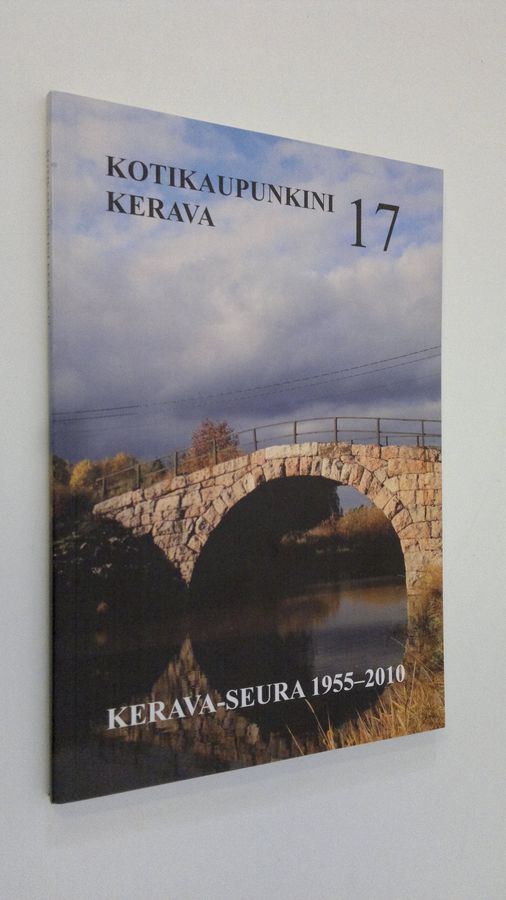 KOTIKAUPUNKINI
KERAVA
17
KERAVA-SEURA 1955–2010